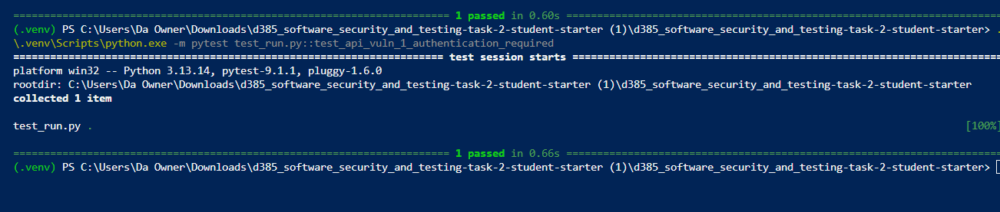 ============================== 1 passed in 0.60s ==============================
(.venv) PS C:\Users\Da Owner\Downloads\d385_software_security_and_testing-task-2-student-starter (1)\d385_software_security_and_testing-task-2-student-starter> .
\.venv\Scripts\python.exe -m pytest test_run.py::test_api_vuln_1_authentication_required
============================== test session starts ==============================
platform win32 -- Python 3.13.14, pytest-9.1.1, pluggy-1.6.0
rootdir: C:\Users\Da Owner\Downloads\d385_software_security_and_testing-task-2-student-starter (1)\d385_software_security_and_testing-task-2-student-starter
collected 1 item
test_run.py . [100%]
============================== 1 passed in 0.66s ==============================
(.venv) PS C:\Users\Da Owner\Downloads\d385_software_security_and_testing-task-2-student-starter (1)\d385_software_security_and_testing-task-2-student-starter>